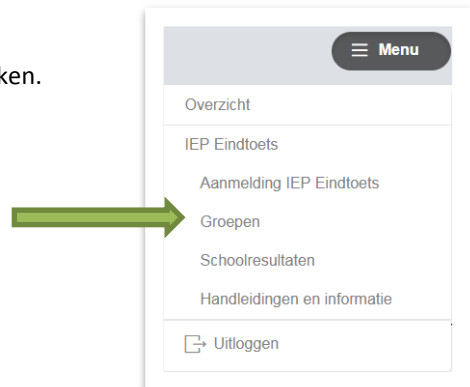 Menu
ken.
Overzicht
IEP Eindtoets
Aanmelding IEP Eindtoets
Groepen
Schoolresultaten
Handleidingen en informatie
Uitloggen